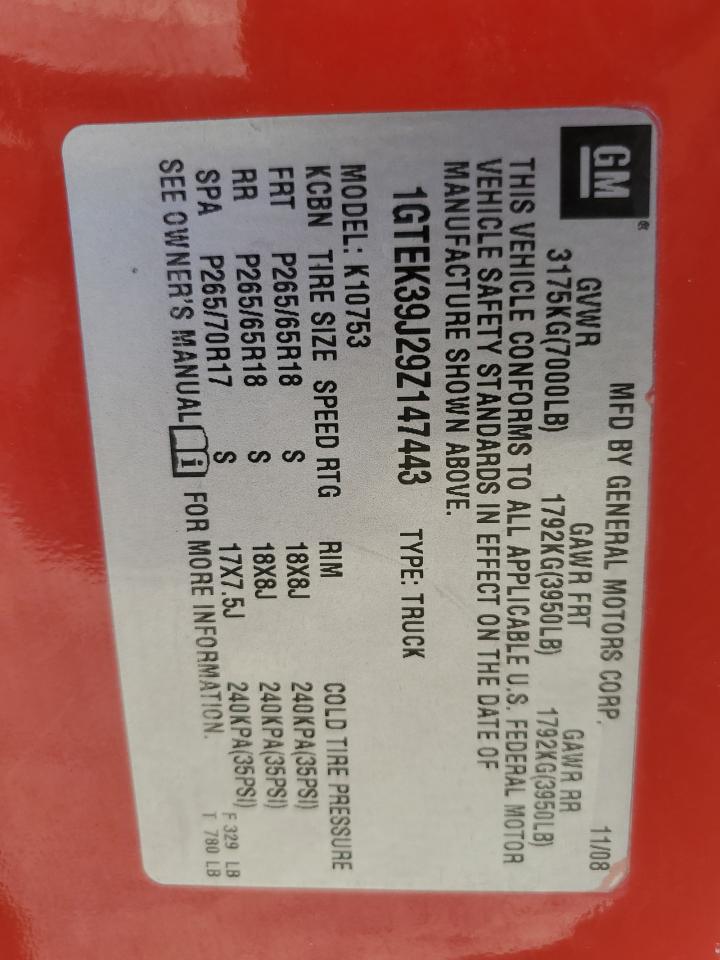 GM®
MFD BY GENERAL MOTORS CORP. 11/08
GVWR GAWR FRT GAWR RR
3175KG(7000LB) 1792KG(3950LB) 1792KG(3950LB)
THIS VEHICLE CONFORMS TO ALL APPLICABLE U.S. FEDERAL MOTOR
VEHICLE SAFETY STANDARDS IN EFFECT ON THE DATE OF
MANUFACTURE SHOWN ABOVE.
1GTEK39J29Z147443 TYPE: TRUCK
MODEL: K10753
KCBN TIRE SIZE SPEED RTG RIM COLD TIRE PRESSURE
FRT P265/65R18 S 18X8J 240KPA(35PSI)
RR P265/65R18 S 18X8J 240KPA(35PSI)
SPA P265/70R17 S 17X7.5J 240KPA(35PSI)
SEE OWNER'S MANUAL i FOR MORE INFORMATION.
F 329 LB
T 780 LB